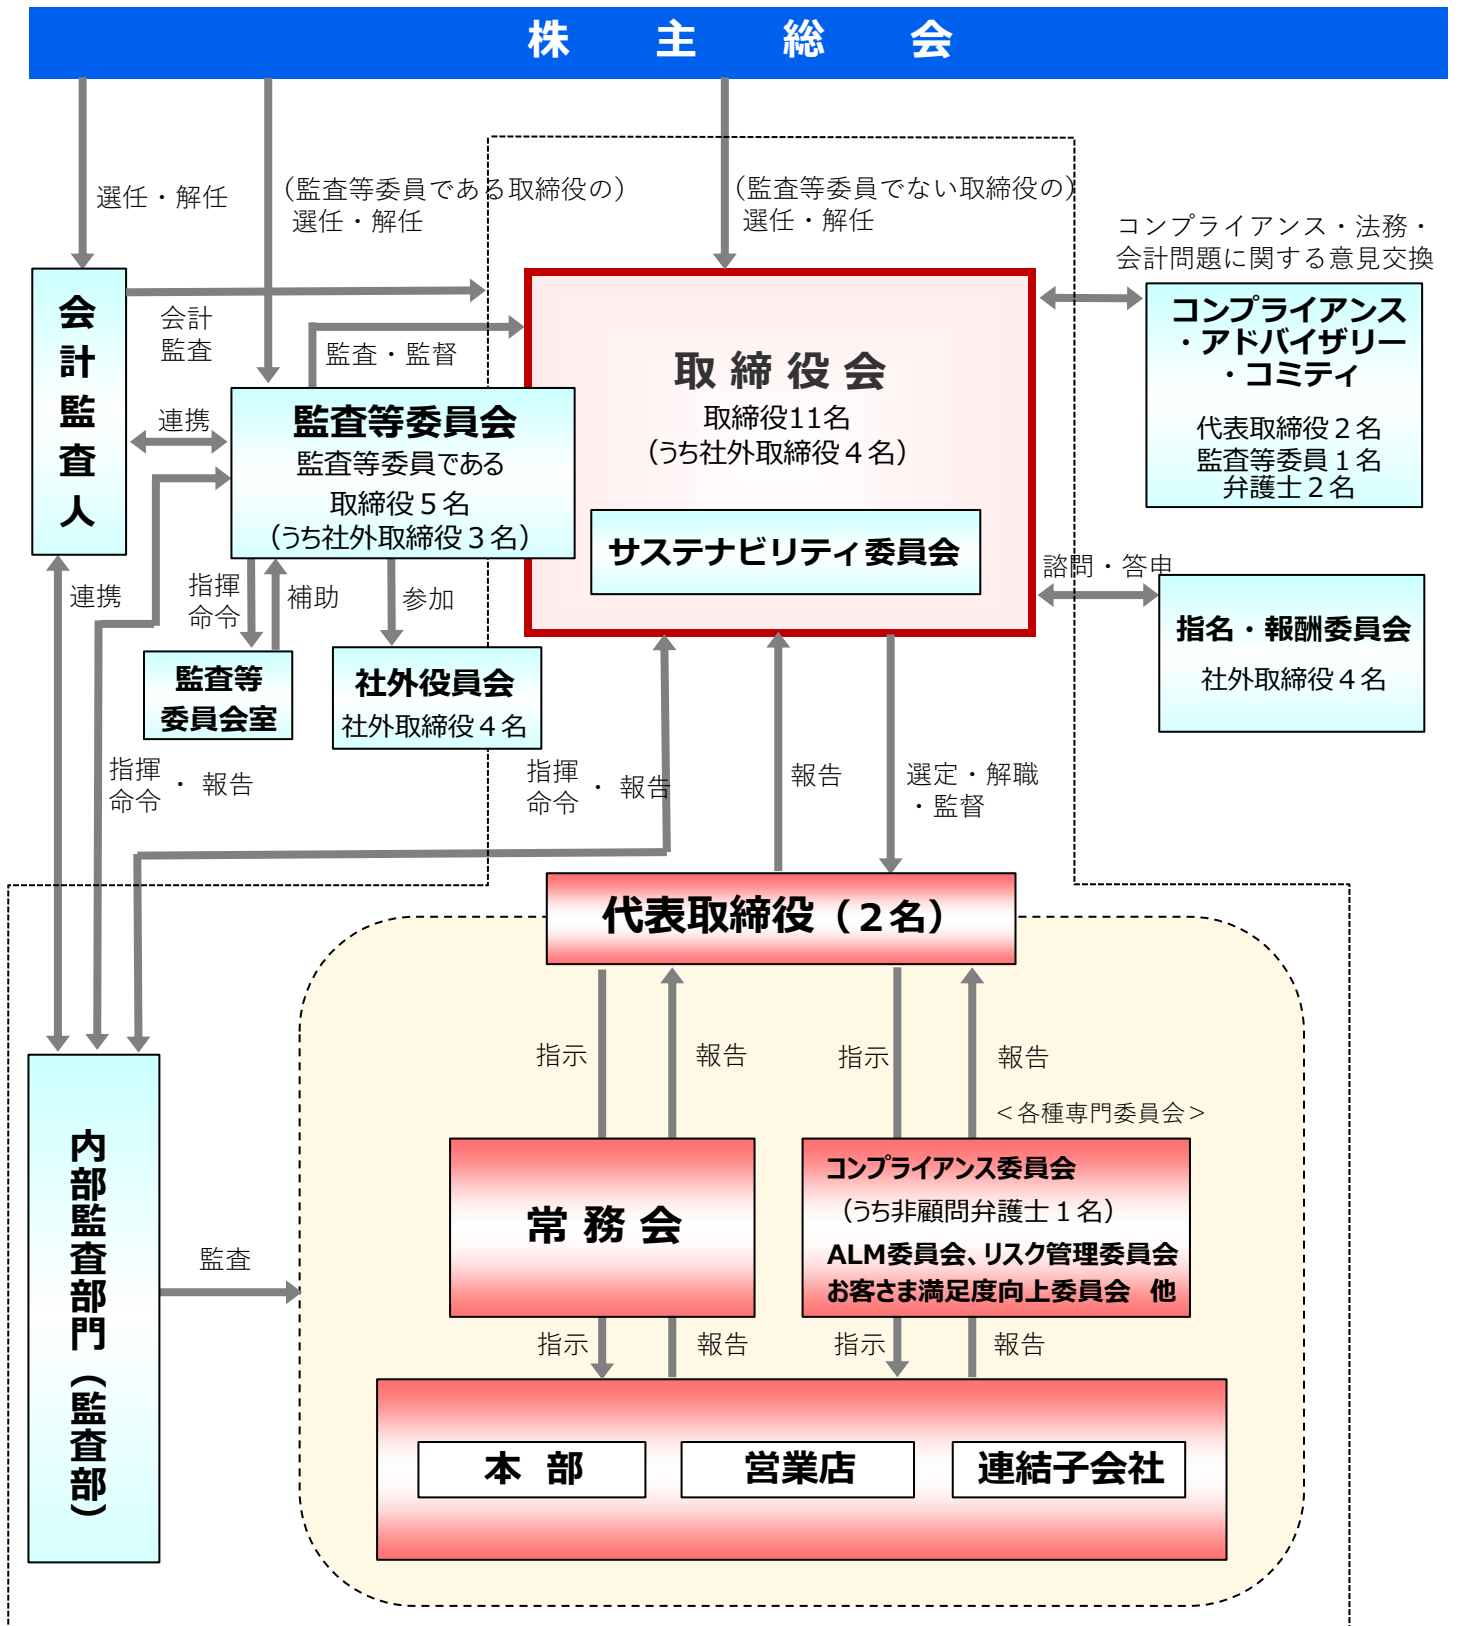 株主総会
選任・解任
（監査等委員である取締役の）
選任・解任
（監査等委員でない取締役の）
選任・解任
コンプライアンス・法務・
会計問題に関する意見交換
会計監査人
会計
監査
監査・監督
連携
監査等委員会
監査等委員である
取締役５名
（うち社外取締役３名）
取締役会
取締役11名
（うち社外取締役４名）
サステナビリティ委員会
コンプライアンス
・アドバイザリー
・コミティ
代表取締役２名
監査等委員１名
弁護士２名
諮問・答申
指名・報酬委員会
社外取締役４名
連携
指揮
命令
補助
参加
監査等
委員会室
社外役員会
社外取締役４名
指揮
命令
・ 報告
指揮
命令
・ 報告
報告
選定・解職
・監督
代表取締役（２名）
指示
報告
指示
報告
＜各種専門委員会＞
常務会
コンプライアンス委員会
（うち非顧問弁護士１名）
ALM委員会、リスク管理委員会
お客さま満足度向上委員会 他
内部監査部門（監査部）
監査
指示
報告
指示
報告
本部
営業店
連結子会社